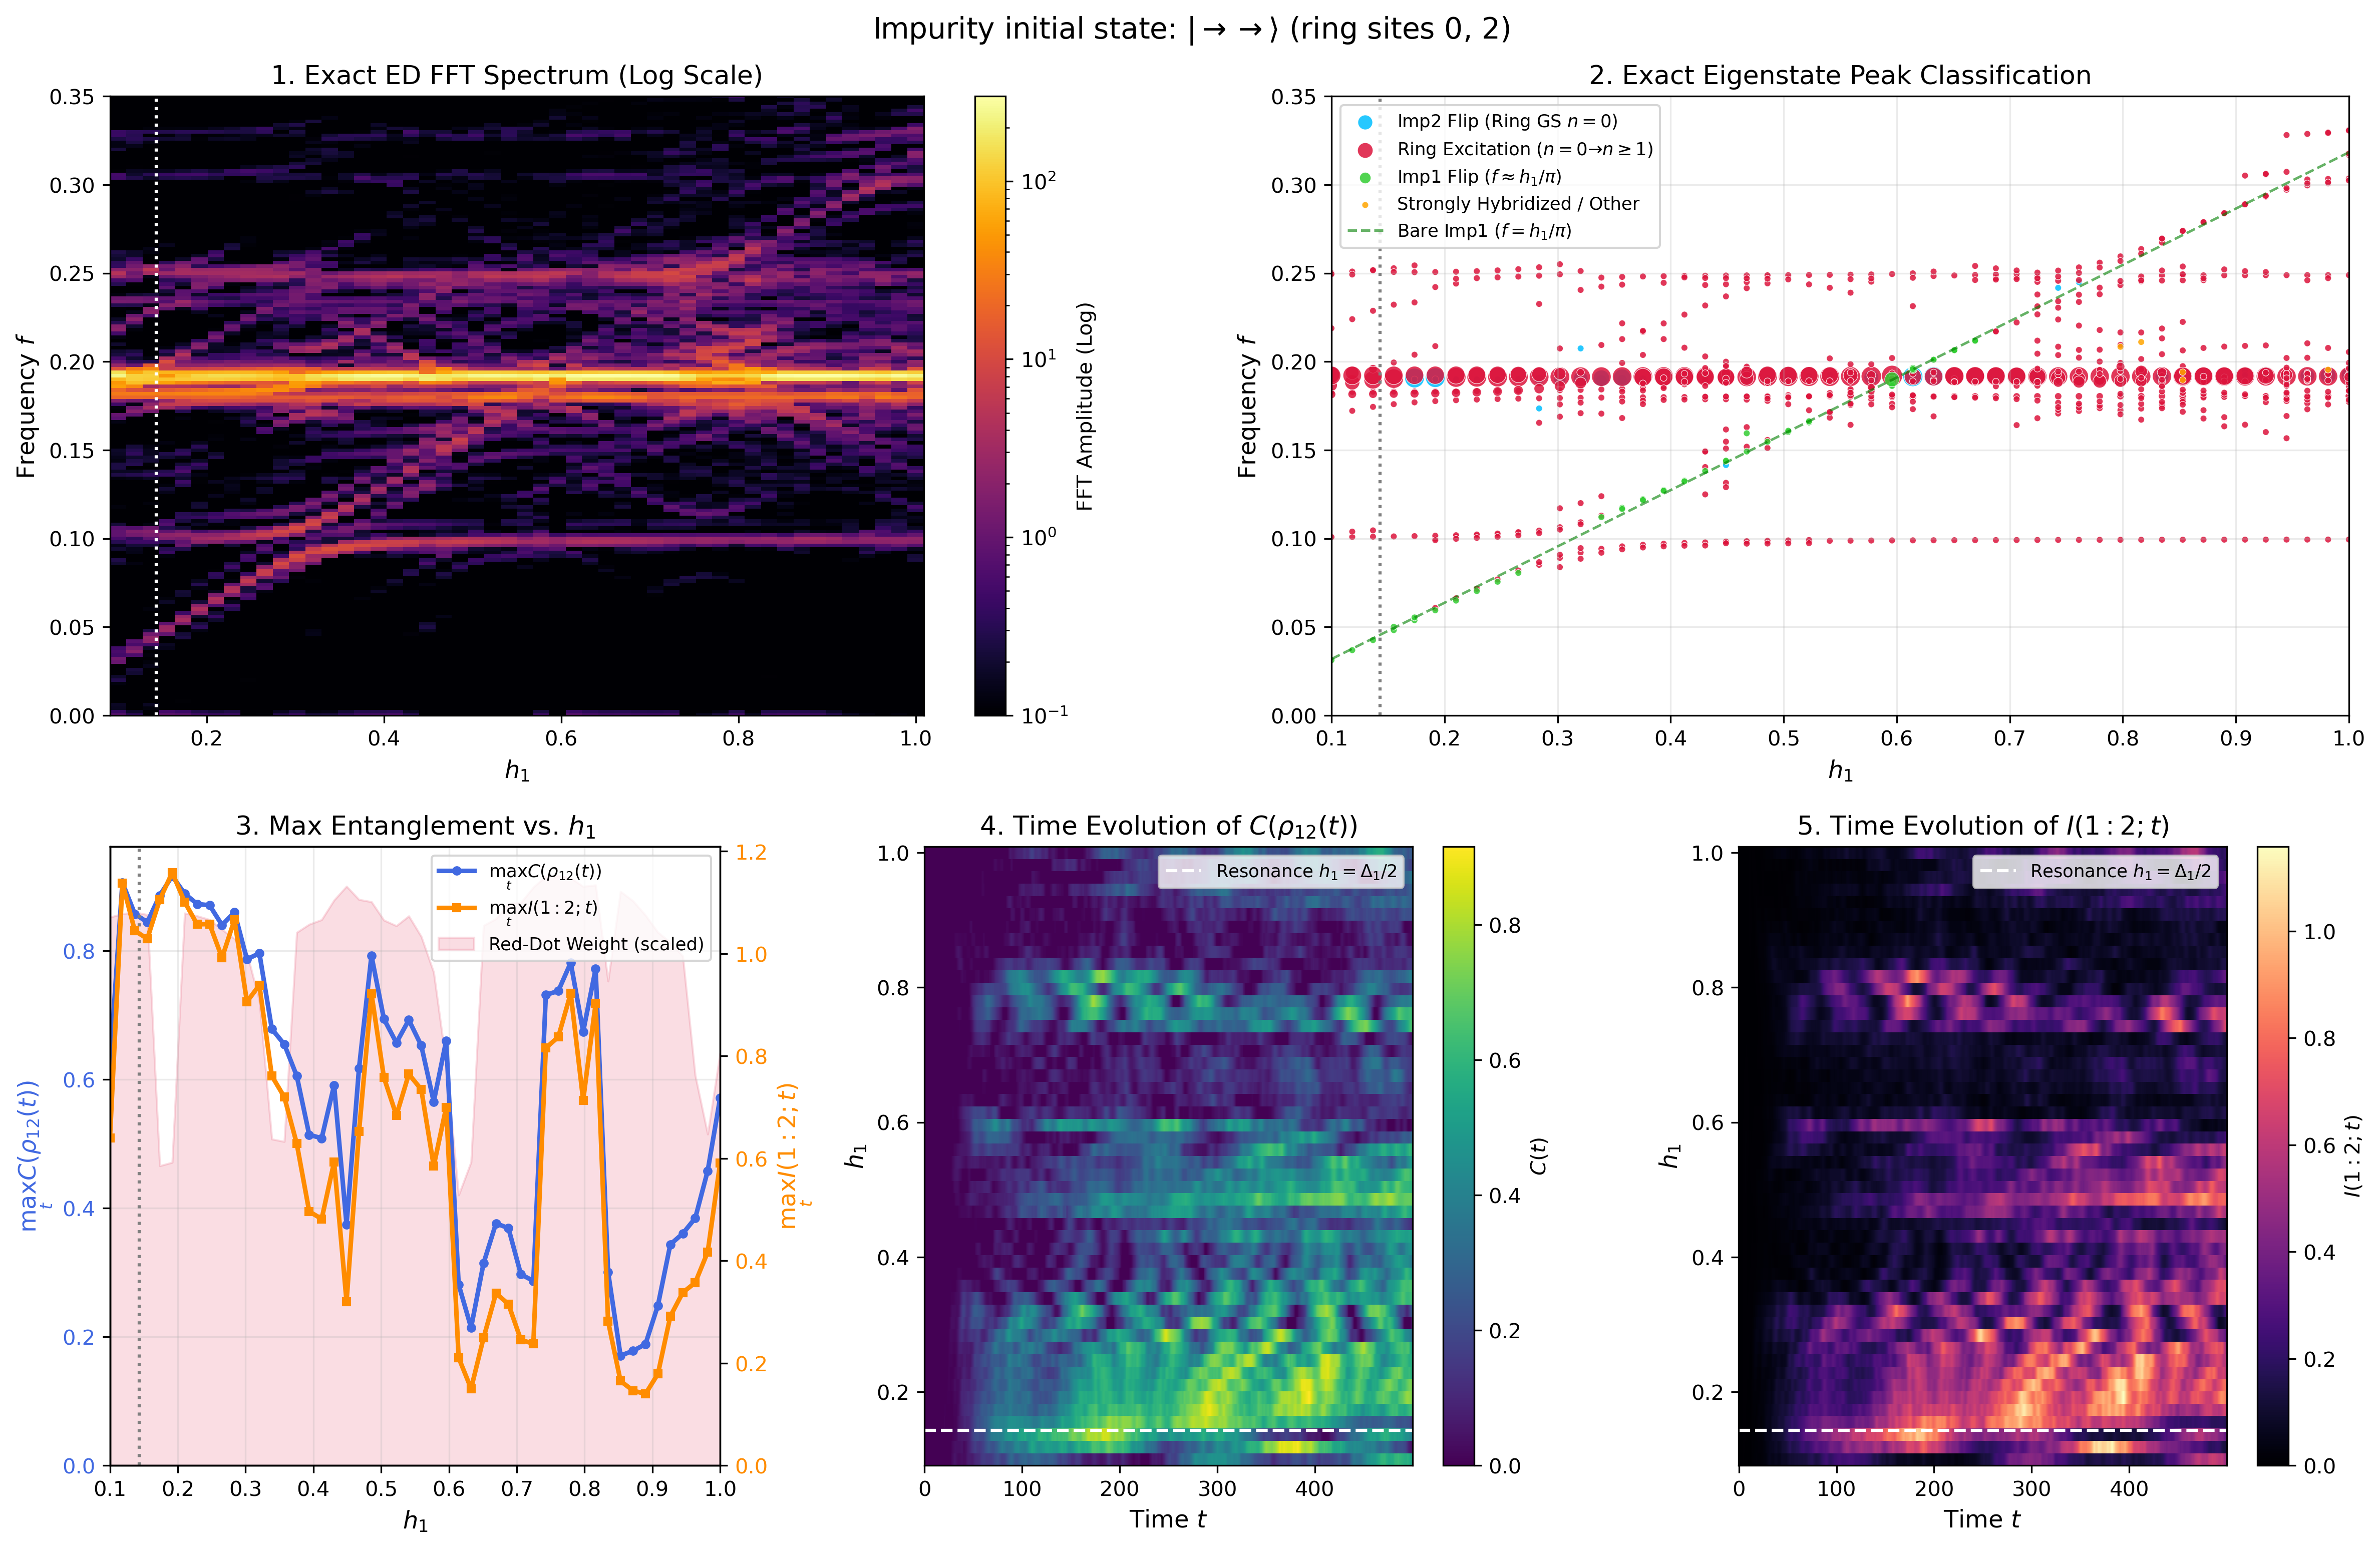 Impurity initial state: |→→⟩ (ring sites 0, 2)
1. Exact ED FFT Spectrum (Log Scale)
0.35
0.30
0.25
0.20
0.15
0.10
0.05
0.00
Frequency f
0.2 0.4 0.6 0.8 1.0
h₁
10²
10¹
10⁰
10⁻¹
FFT Amplitude (Log)
2. Exact Eigenstate Peak Classification
Imp2 Flip (Ring GS n = 0)
Ring Excitation (n = 0→n ≥ 1)
Imp1 Flip (f ≈ h₁/π)
Strongly Hybridized / Other
Bare Imp1 (f = h₁/π)
0.35
0.30
0.25
0.20
0.15
0.10
0.05
0.00
Frequency f
0.1 0.2 0.3 0.4 0.5 0.6 0.7 0.8 0.9 1.0
h₁
3. Max Entanglement vs. h₁
max C(ρ₁₂(t))
t
max I(1 : 2; t)
t
Red-Dot Weight (scaled)
0.8
0.6
0.4
0.2
0.0
max C(ρ₁₂(t))
t
1.2
1.0
0.8
0.6
0.4
0.2
0.0
max I(1 : 2; t)
t
0.1 0.2 0.3 0.4 0.5 0.6 0.7 0.8 0.9 1.0
h₁
4. Time Evolution of C(ρ₁₂(t))
Resonance h₁ = Δ₁/2
1.0
0.8
0.6
0.4
0.2
h₁
0 100 200 300 400
Time t
0.8
0.6
0.4
0.2
0.0
C(t)
5. Time Evolution of I(1 : 2; t)
Resonance h₁ = Δ₁/2
1.0
0.8
0.6
0.4
0.2
h₁
0 100 200 300 400
Time t
1.0
0.8
0.6
0.4
0.2
0.0
I(1 : 2; t)